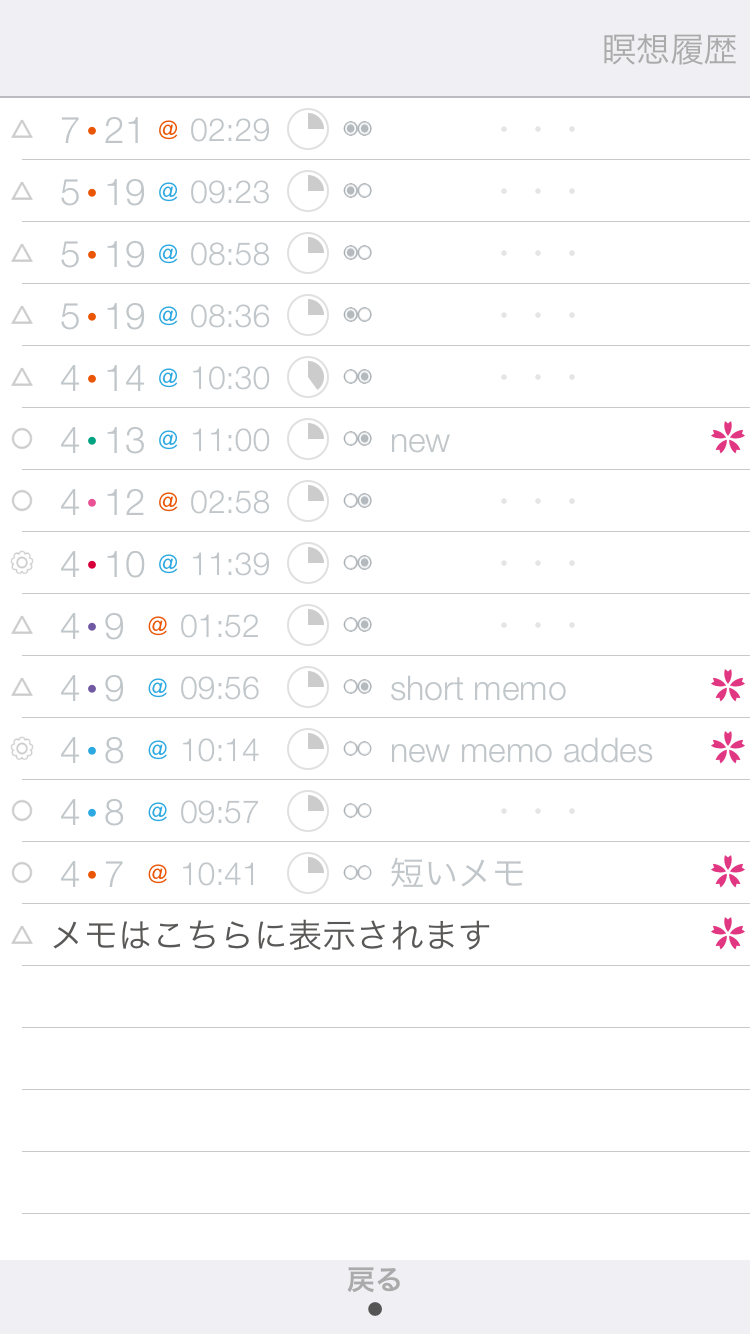 瞑想履歴
7•21 @ 02:29
5•19 @ 09:23
5•19 @ 08:58
5•19 @ 08:36
4•14 @ 10:30
4•13 @ 11:00 new
4•12 @ 02:58
4•10 @ 11:39
4•9 @ 01:52
4•9 @ 09:56 short memo
4•8 @ 10:14 new memo addes
4•8 @ 09:57
4•7 @ 10:41 短いメモ
メモはこちらに表示されます
戻る